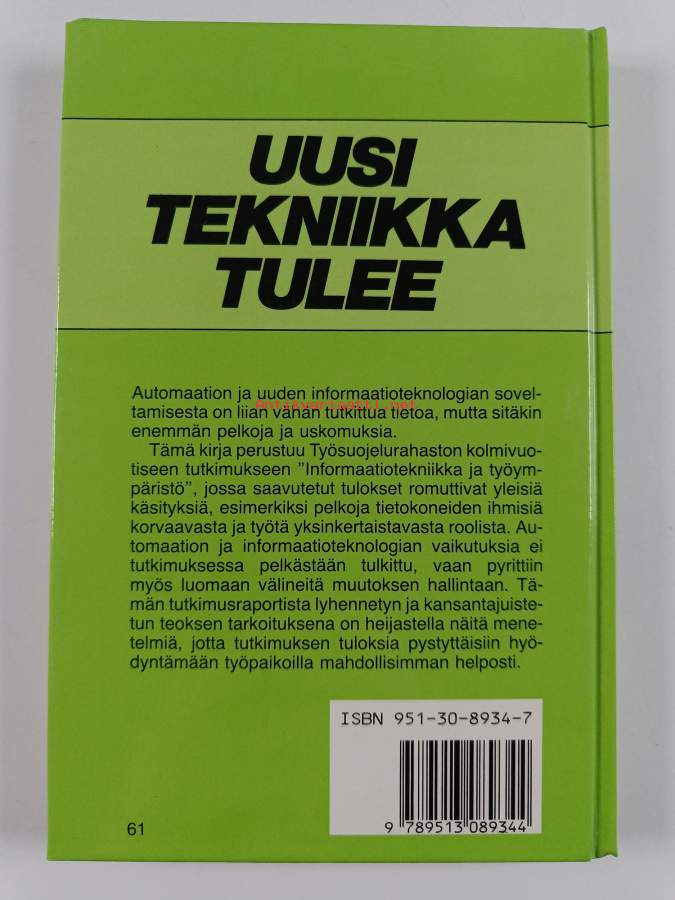 UUSI
TEKNIIKKA
TULEE
Automaation ja uuden informaatioteknologian sovel-
tamisesta on liian vähän tutkittua tietoa, mutta sitäkin
Antikvariaatti.net
enemmän pelkoja ja uskomuksia.
Tämä kirja perustuu Työsuojelurahaston kolmivuo-
tiseen tutkimukseen ”Informaatiotekniikka ja työym-
päristö”, jossa saavutetut tulokset romuttivat yleisiä
käsityksiä, esimerkiksi pelkoja tietokoneiden ihmisiä
korvaavasta ja työtä yksinkertaistavasta roolista. Au-
tomaation ja informaatioteknologian vaikutuksia ei
tutkimuksessa pelkästään tulkittu, vaan pyrittiin
myös luomaan välineitä muutoksen hallintaan. Tä-
män tutkimusraportista lyhennetyn ja kansantajuiste-
tun teoksen tarkoituksena on heijastella näitä mene-
telmiä, jotta tutkimuksen tuloksia pystyttäisiin hyö-
dyntämään työpaikoilla mahdollisimman helposti.
ISBN 951-30-8934-7
9 789513 089344
61